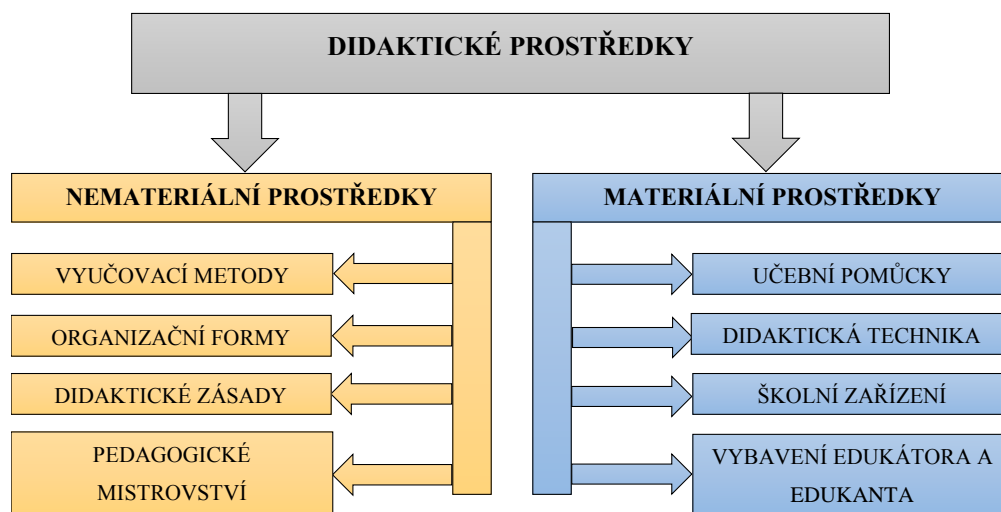 DIDAKTICKÉ PROSTŘEDKY
NEMATERIÁLNÍ PROSTŘEDKY
VYUČOVACÍ METODY
ORGANIZAČNÍ FORMY
DIDAKTICKÉ ZÁSADY
PEDAGOGICKÉ
MISTROVSTVÍ
MATERIÁLNÍ PROSTŘEDKY
UČEBNÍ POMŮCKY
DIDAKTICKÁ TECHNIKA
ŠKOLNÍ ZAŘÍZENÍ
VYBAVENÍ EDUKÁTORA A
EDUKANTA